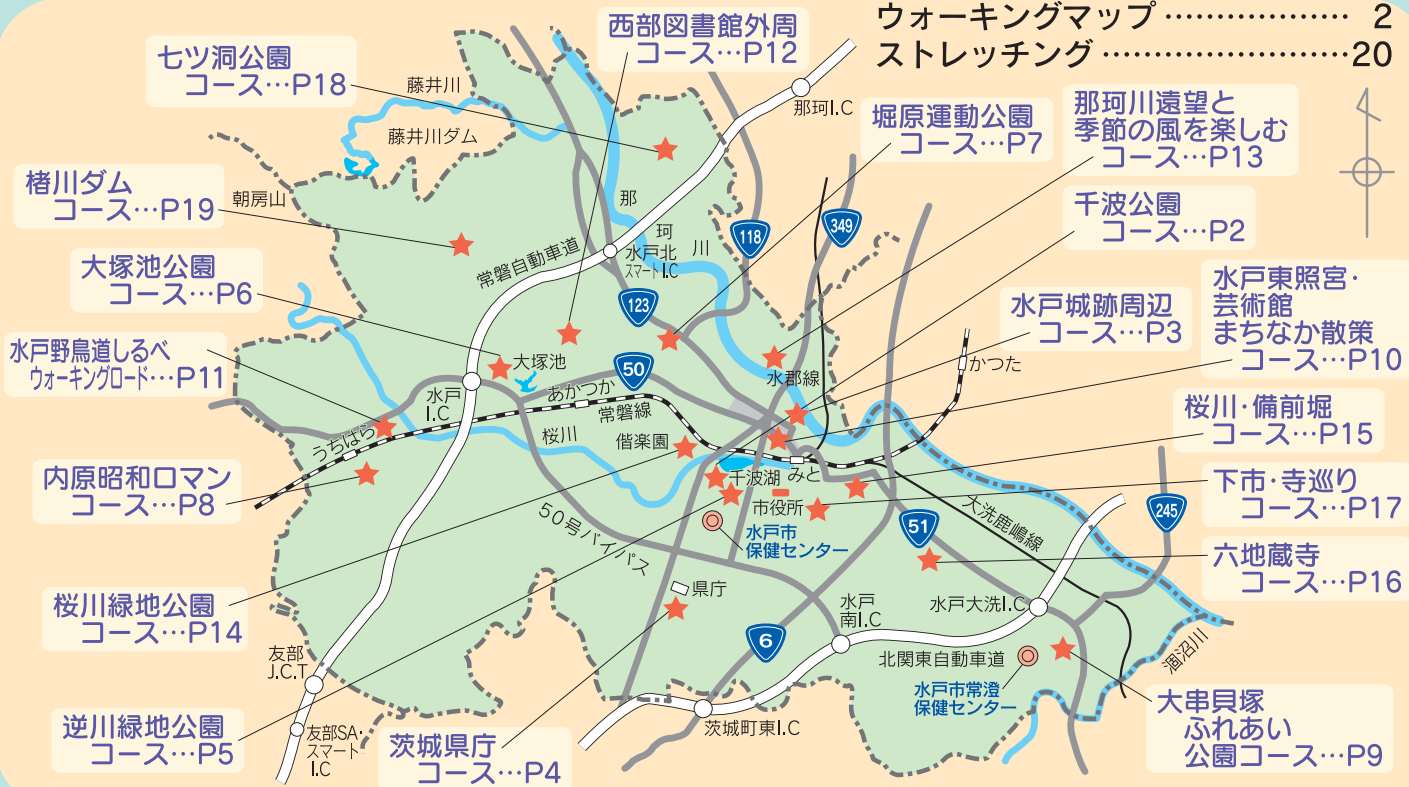 ウォーキングマップ……………… 2
ストレッチング……………………20
西部図書館外周
コース…P12
七ツ洞公園
コース…P18
藤井川
藤井川ダム
那珂I.C
堀原運動公園
コース…P7
那珂川遠望と
季節の風を楽しむ
コース…P13
楮川ダム
コース…P19
朝房山
那
珂
川
水戸北
スマートI.C
常磐自動車道
118
349
千波公園
コース…P2
大塚池公園
コース…P6
123
水戸城跡周辺
コース…P3
水戸東照宮・
芸術館
まちなか散策
コース…P10
水戸野鳥道しるべ
ウォーキングロード…P11
大塚池
50
水郡線
かつた
水戸
I.C
あかつか
常磐線
うちはら
桜川
偕楽園
千波湖
みと
桜川・備前堀
コース…P15
内原昭和ロマン
コース…P8
市役所
下市・寺巡り
コース…P17
50号バイパス
水戸市
保健センター
51
大洗鹿嶋線
245
六地蔵寺
コース…P16
桜川緑地公園
コース…P14
県庁
水戸
南I.C
水戸大洗I.C
6
北関東自動車道
涸沼川
友部
J.C.T
水戸市常澄
保健センター
逆川緑地公園
コース…P5
友部SA・
スマート
I.C
茨城県庁
コース…P4
茨城町東I.C
大串貝塚
ふれあい
公園コース…P9